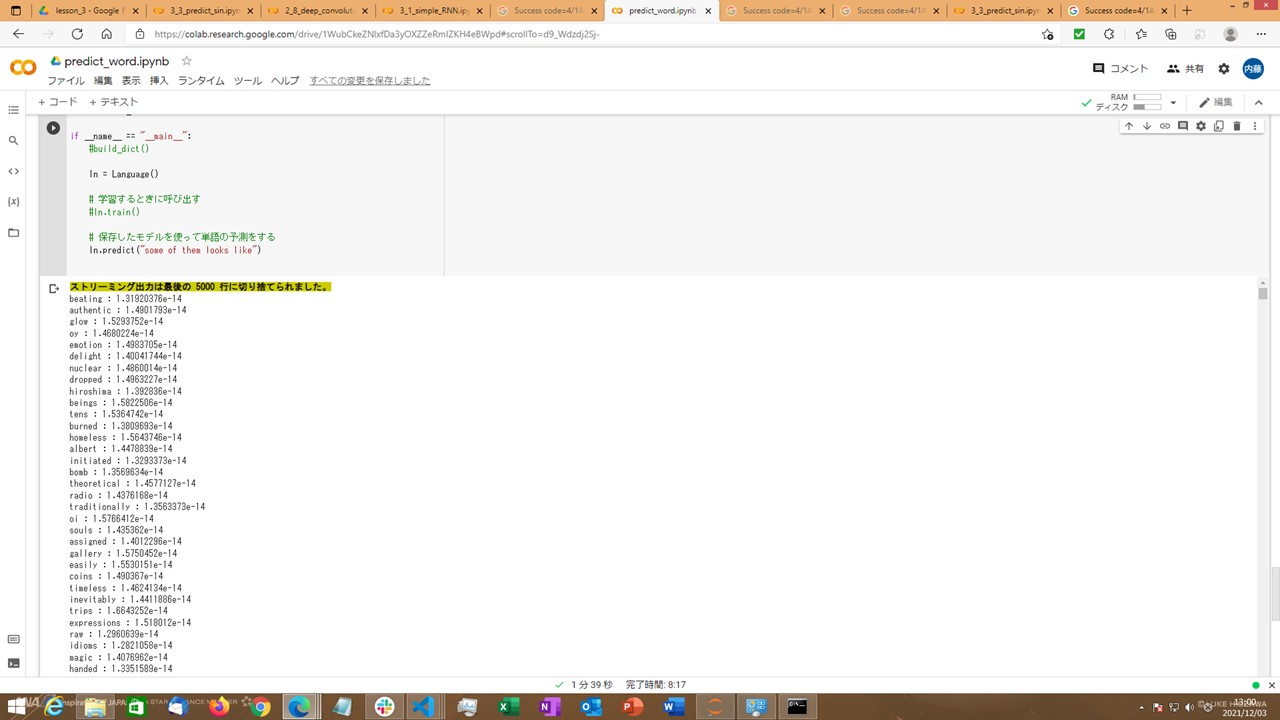 lesson_3 - Google ド
3_3_predict_sin.ipyn
2_8_deep_convoluti
3_1_simple_RNN.ip
Success code=4/1A
predict_word.ipynb
Success code=4/1A
Success code=4/1A
3_3_predict_sin.ipyn
Success code=4/1A
https://colab.research.google.com/drive/1WubCkeZNIxfDa3yOXZZeRmIZKH4eBWpd#scrollTo=d9_Wdzdj2Sj-
predict_word.ipynb
ファイル 編集 表示 挿入 ランタイム ツール ヘルプ すべての変更を保存しました
コメント 共有 内藤
+ コード + テキスト
RAM
ディスク
編集
if __name__ == "__main__":
#build_dict()
ln = Language()
# 学習するときに呼び出す
#ln.train()
# 保存したモデルを使って単語の予測をする
ln.predict("some of them looks like")
ストリーミング出力は最後の 5000 行に切り捨てられました。
beating : 1.31920376e-14
authentic : 1.4901793e-14
glow : 1.5293752e-14
oy : 1.4680224e-14
emotion : 1.4983705e-14
delight : 1.40041744e-14
nuclear : 1.4860014e-14
dropped : 1.4963227e-14
hiroshima : 1.392836e-14
beings : 1.5822506e-14
tens : 1.5364742e-14
burned : 1.3809693e-14
homeless : 1.5643746e-14
albert : 1.4478839e-14
initiated : 1.3293373e-14
bomb : 1.3569634e-14
theoretical : 1.4577127e-14
radio : 1.4376168e-14
traditionally : 1.3563373e-14
oi : 1.5766412e-14
souls : 1.435362e-14
assigned : 1.4012296e-14
gallery : 1.5750452e-14
easily : 1.5530151e-14
coins : 1.490367e-14
timeless : 1.4624134e-14
inevitably : 1.4411886e-14
trips : 1.6643252e-14
expressions : 1.518012e-14
raw : 1.2960639e-14
idioms : 1.2821058e-14
magic : 1.4076962e-14
handed : 1.3351589e-14
1 分 39 秒 完了時間: 8:17
13:00
2021/12/03